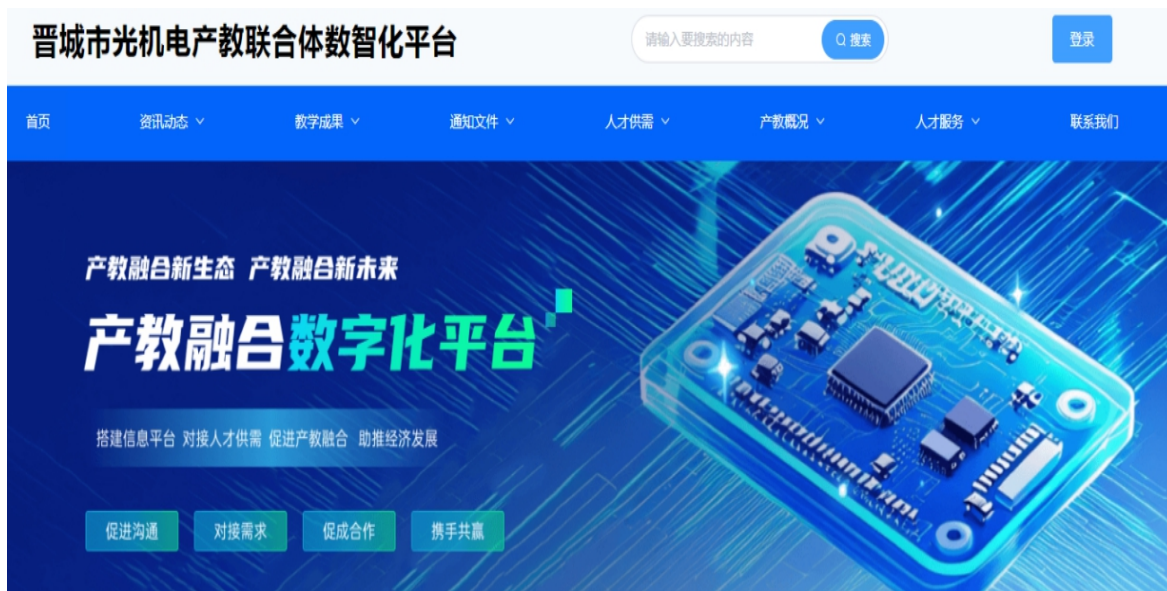 晋城市光机电产教联合体数智化平台
请输入要搜索的内容
搜索
登录
首页 资讯动态 教学成果 通知文件 人才供需 产教概况 人才服务 联系我们
产教融合新生态 产教融合新未来
产教融合数字化平台
搭建信息平台 对接人才供需 促进产教融合 助推经济发展
促进沟通 对接需求 促成合作 携手共赢